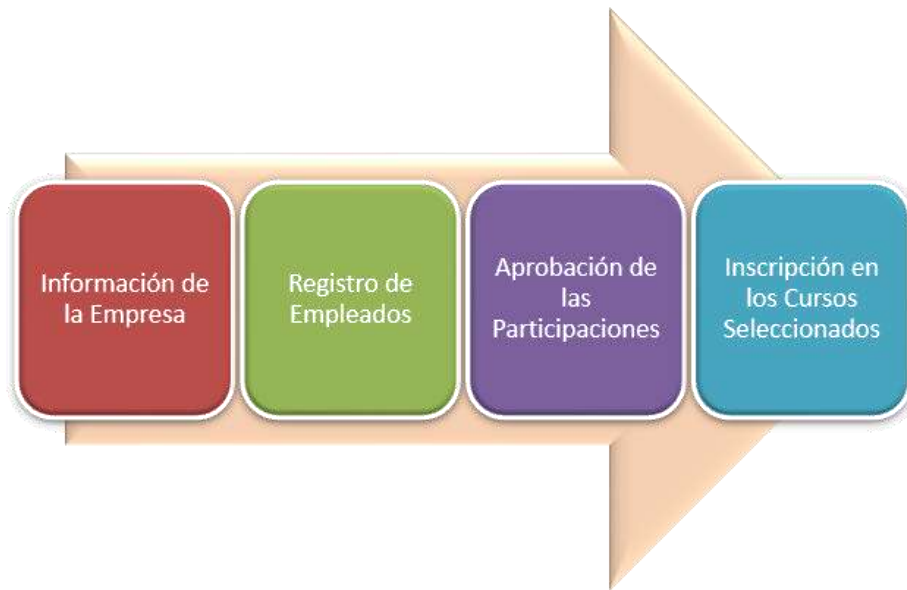 Información de
la Empresa
Registro de
Empleados
Aprobación de
las
Participaciones
Inscripción en
los Cursos
Seleccionados